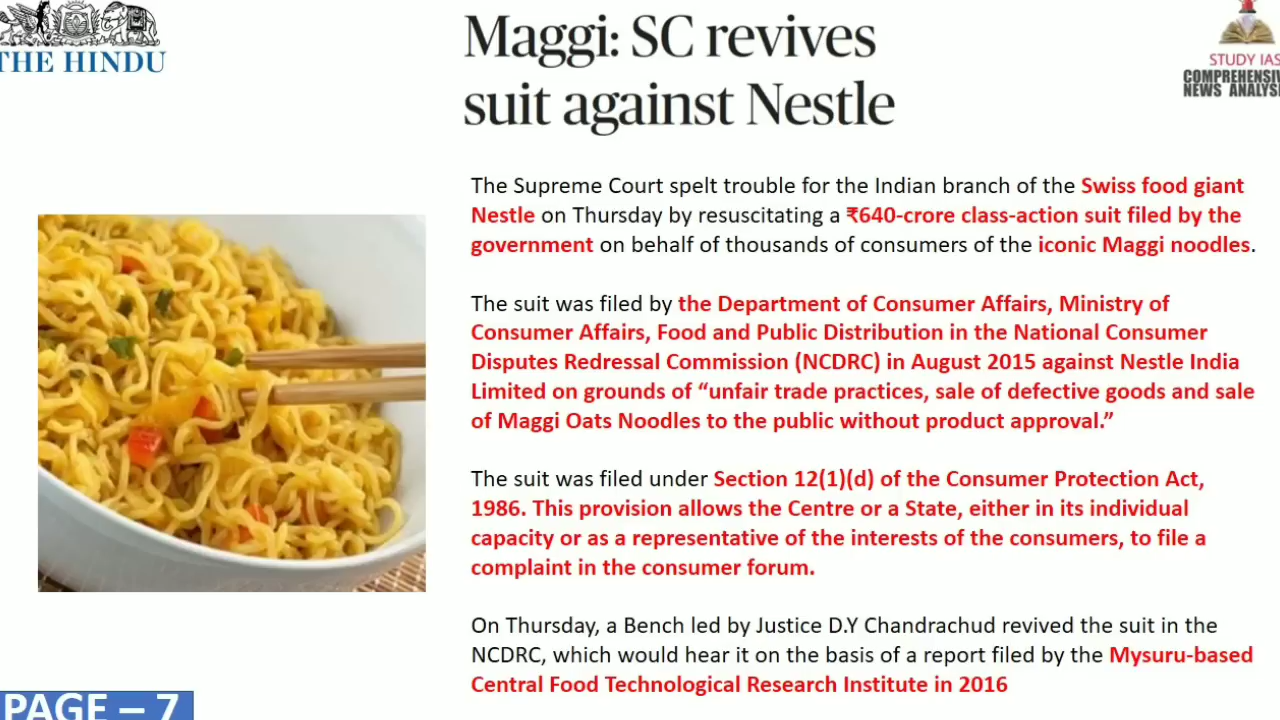 THE HINDU
Maggi: SC revives
suit against Nestle
STUDY IAS
COMPREHENSIVE
NEWS ANALYSIS
The Supreme Court spelt trouble for the Indian branch of the Swiss food giant
Nestle on Thursday by resuscitating a ₹640-crore class-action suit filed by the
government on behalf of thousands of consumers of the iconic Maggi noodles.
The suit was filed by the Department of Consumer Affairs, Ministry of
Consumer Affairs, Food and Public Distribution in the National Consumer
Disputes Redressal Commission (NCDRC) in August 2015 against Nestle India
Limited on grounds of “unfair trade practices, sale of defective goods and sale
of Maggi Oats Noodles to the public without product approval.”
The suit was filed under Section 12(1)(d) of the Consumer Protection Act,
1986. This provision allows the Centre or a State, either in its individual
capacity or as a representative of the interests of the consumers, to file a
complaint in the consumer forum.
On Thursday, a Bench led by Justice D.Y Chandrachud revived the suit in the
NCDRC, which would hear it on the basis of a report filed by the Mysuru-based
Central Food Technological Research Institute in 2016
PAGE – 7